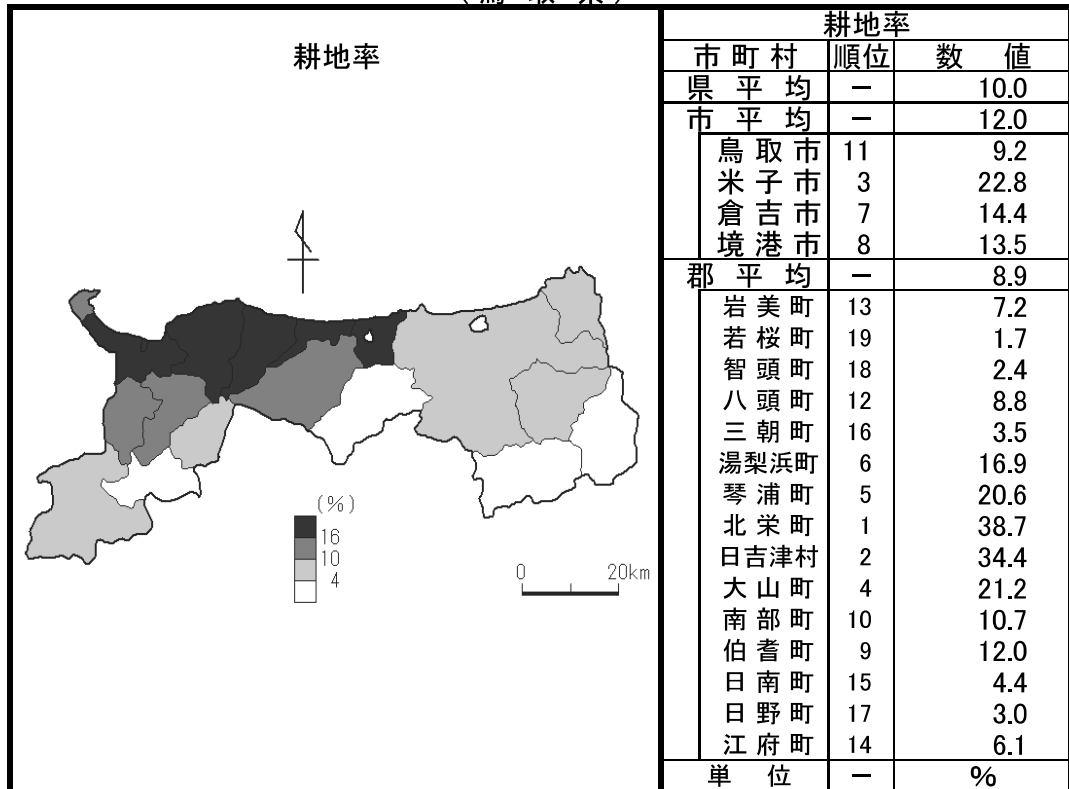 （鳥 取 県）
耕地率
(%)
16
10
4
0 20km
耕地率
市町村 順位 数 値
県 平 均 － 10.0
市 平 均 － 12.0
鳥取市 11 9.2
米子市 3 22.8
倉吉市 7 14.4
境港市 8 13.5
郡 平 均 － 8.9
岩美町 13 7.2
若桜町 19 1.7
智頭町 18 2.4
八頭町 12 8.8
三朝町 16 3.5
湯梨浜町 6 16.9
琴浦町 5 20.6
北栄町 1 38.7
日吉津村 2 34.4
大山町 4 21.2
南部町 10 10.7
伯耆町 9 12.0
日南町 15 4.4
日野町 17 3.0
江府町 14 6.1
単 位 － %